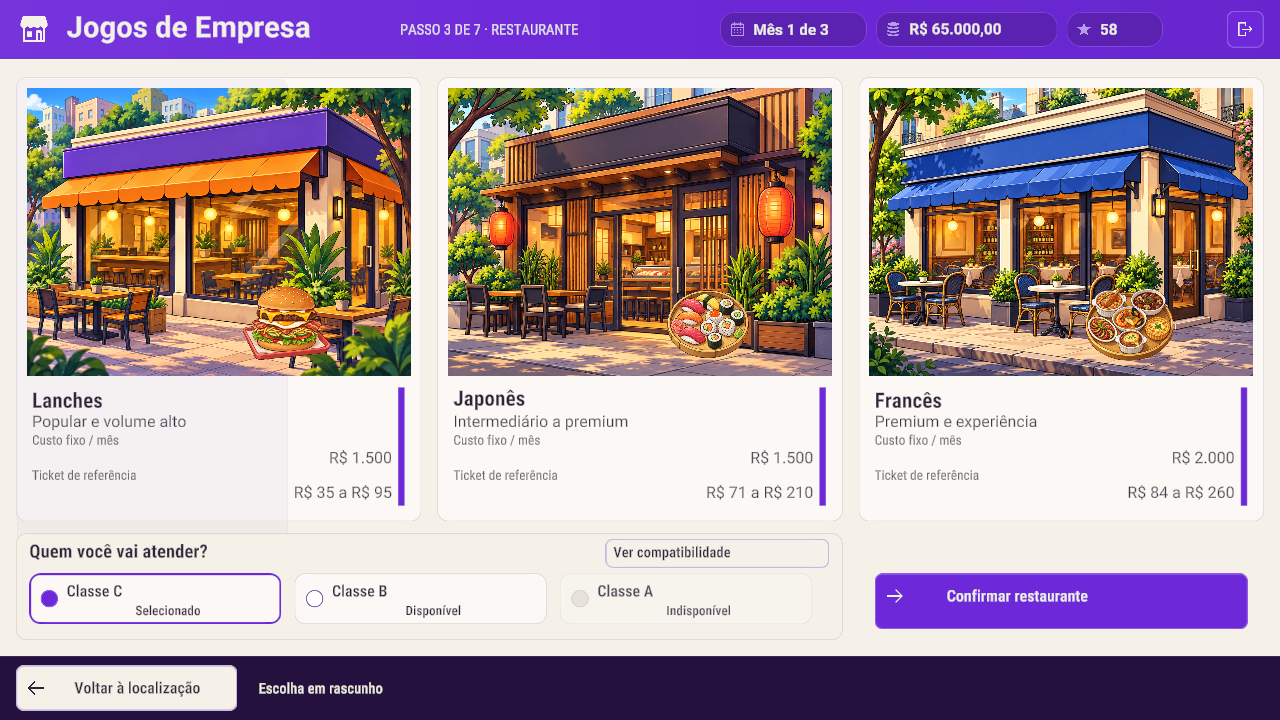 Jogos de Empresa
PASSO 3 DE 7 · RESTAURANTE
Mês 1 de 3
R$ 65.000,00
58
Lanches
Popular e volume alto
Custo fixo / mês
R$ 1.500
Ticket de referência
R$ 35 a R$ 95
Japonês
Intermediário a premium
Custo fixo / mês
R$ 1.500
Ticket de referência
R$ 71 a R$ 210
Francês
Premium e experiência
Custo fixo / mês
R$ 2.000
Ticket de referência
R$ 84 a R$ 260
Quem você vai atender?
Ver compatibilidade
Classe C
Selecionado
Classe B
Disponível
Classe A
Indisponível
Confirmar restaurante
Voltar à localização
Escolha em rascunho